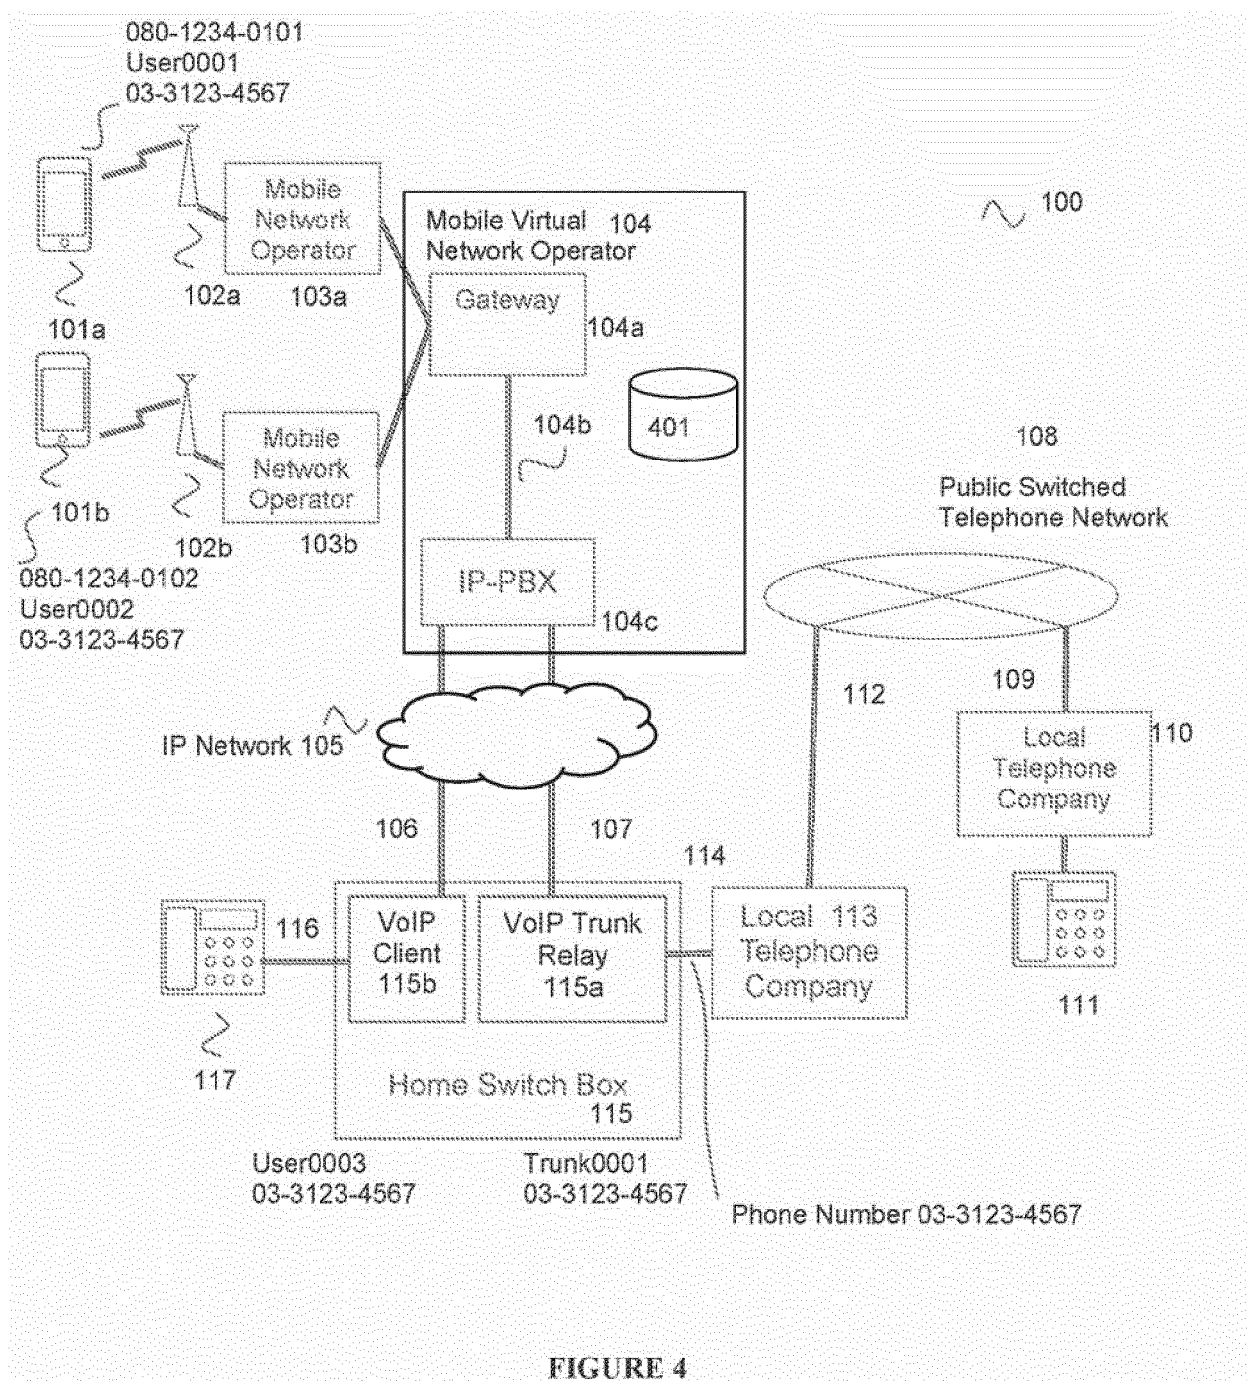 080-1234-0101
User0001
03-3123-4567
Mobile
Network
Operator
102a
103a
101a
Mobile Virtual
Network Operator
104
Gateway
104a
100
104b
401
Mobile
Network
Operator
101b
102b
103b
080-1234-0102
User0002
03-3123-4567
IP-PBX
104c
108
Public Switched
Telephone Network
112
109
IP Network 105
Local
Telephone
Company
110
106
107
114
116
VoIP
Client
115b
VoIP Trunk
Relay
115a
Local 113
Telephone
Company
111
117
Home Switch Box
115
User0003
03-3123-4567
Trunk0001
03-3123-4567
Phone Number 03-3123-4567
FIGURE 4